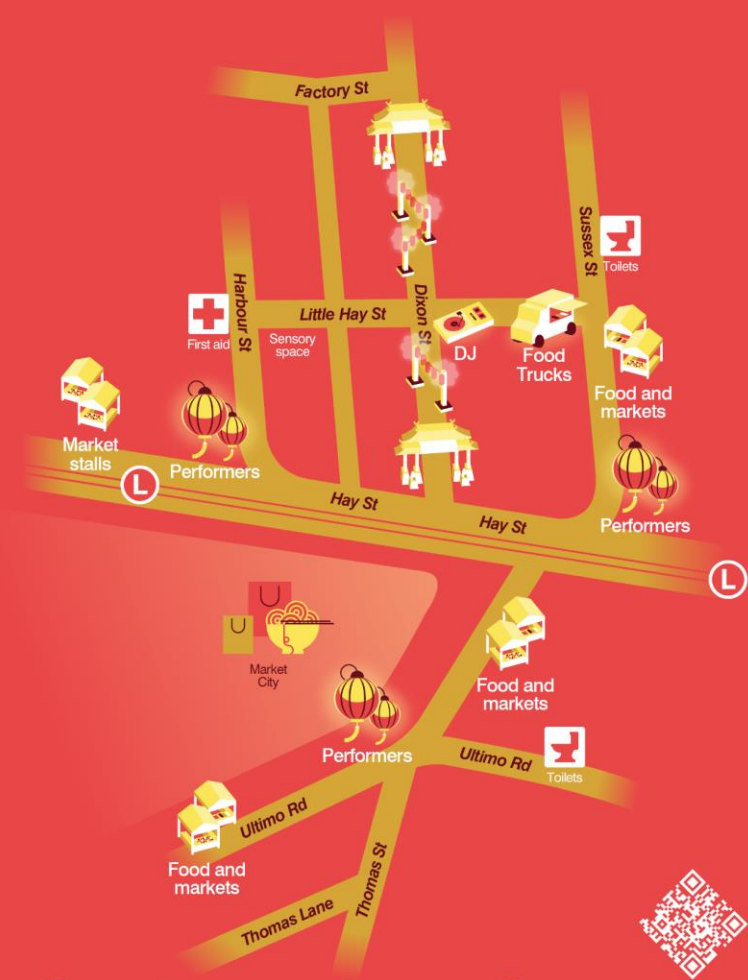 Factory St
Sussex St
Toilets
Harbour St
Little Hay St
Dixon St
First aid
Sensory
space
DJ
Food
Trucks
Food and
markets
Market
stalls
Performers
L
Hay St
Hay St
Performers
L
Market
City
Food and
markets
Performers
Ultimo Rd
Toilets
Ultimo Rd
Food and
markets
Thomas St
Thomas Lane